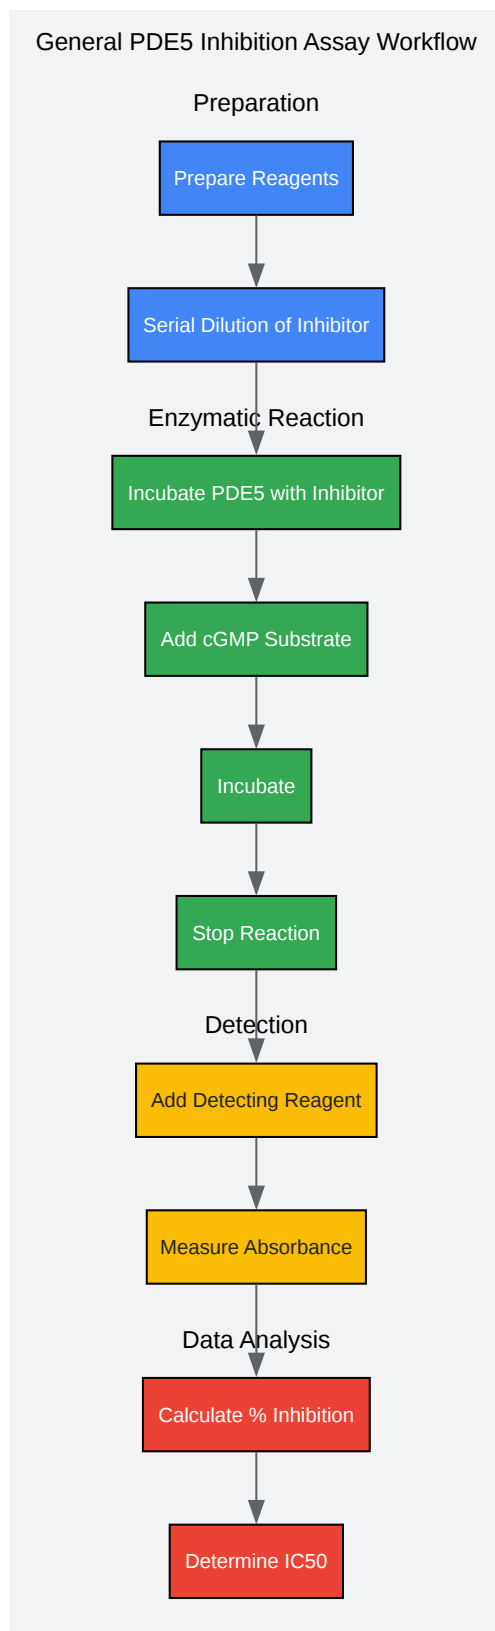 General PDE5 Inhibition Assay Workflow
Preparation
Prepare Reagents
Serial Dilution of Inhibitor
Enzymatic Reaction
Incubate PDE5 with Inhibitor
Add cGMP Substrate
Incubate
Stop Reaction
Detection
Add Detecting Reagent
Measure Absorbance
Data Analysis
Calculate % Inhibition
Determine IC50